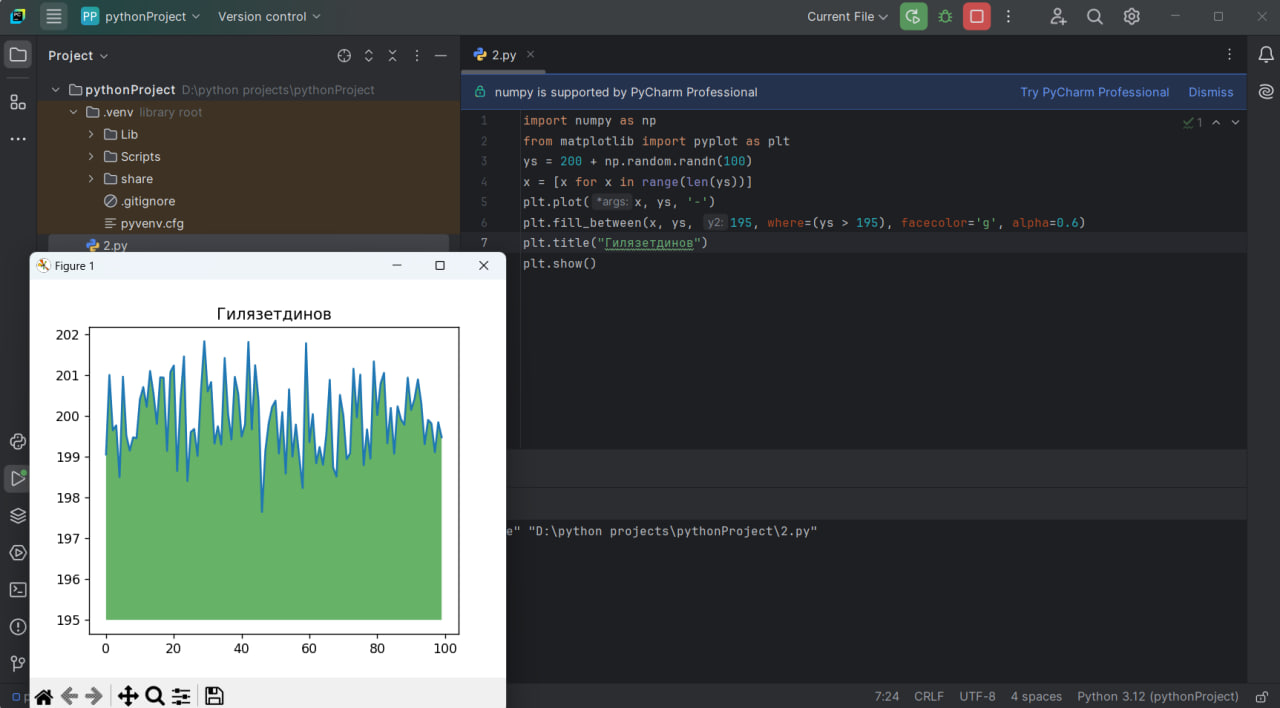 PP pythonProject Version control Current File
Project
2.py
pythonProject D:\python projects\pythonProject
numpy is supported by PyCharm Professional Try PyCharm Professional Dismiss
.venv library root
Lib
Scripts
share
.gitignore
pyvenv.cfg
2.py
1 import numpy as np
2 from matplotlib import pyplot as plt
3 ys = 200 + np.random.randn(100)
4 x = [x for x in range(len(ys))]
5 plt.plot( *args: x, ys, '-')
6 plt.fill_between(x, ys, y2: 195, where=(ys > 195), facecolor='g', alpha=0.6)
7 plt.title("Гилязетдинов")
plt.show()
1
Figure 1
Гилязетдинов
202
201
200
199
198
197
196
195
0 20 40 60 80 100
e" "D:\python projects\pythonProject\2.py"
7:24 CRLF UTF-8 4 spaces Python 3.12 (pythonProject)